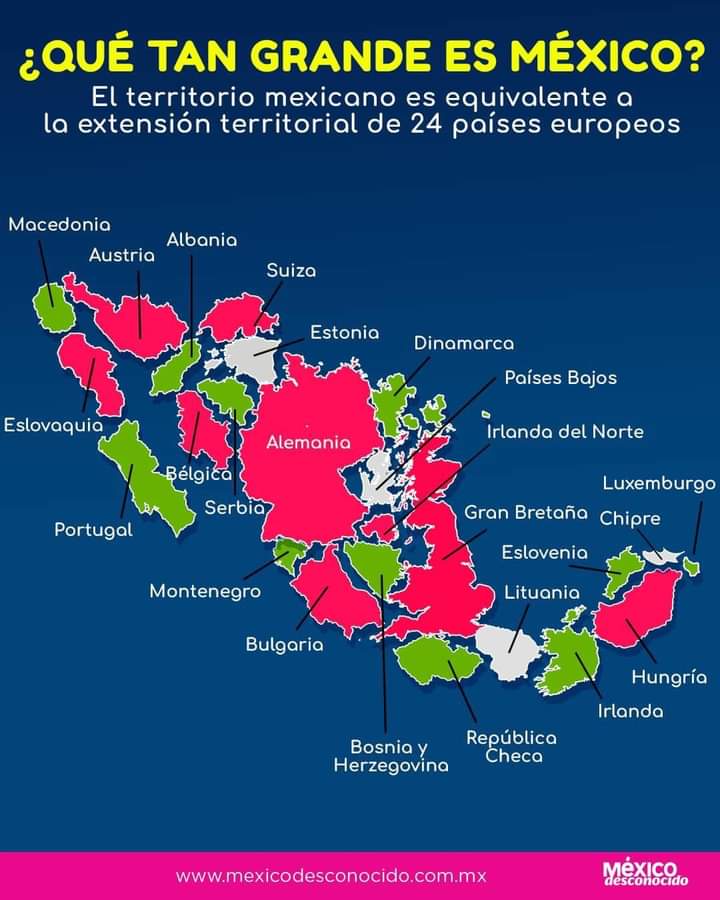 ¿QUÉ TAN GRANDE ES MÉXICO?
El territorio mexicano es equivalente a
la extensión territorial de 24 países europeos
Macedonia
Austria
Albania
Suiza
Estonia
Dinamarca
Países Bajos
Eslovaquia
Alemania
Irlanda del Norte
Bélgica
Serbia
Luxemburgo
Portugal
Gran Bretaña
Chipre
Eslovenia
Montenegro
Lituania
Bulgaria
Hungría
Irlanda
Bosnia y
Herzegovina
República
Checa
www.mexicodesconocido.com.mx
MÉXICO
desconocido